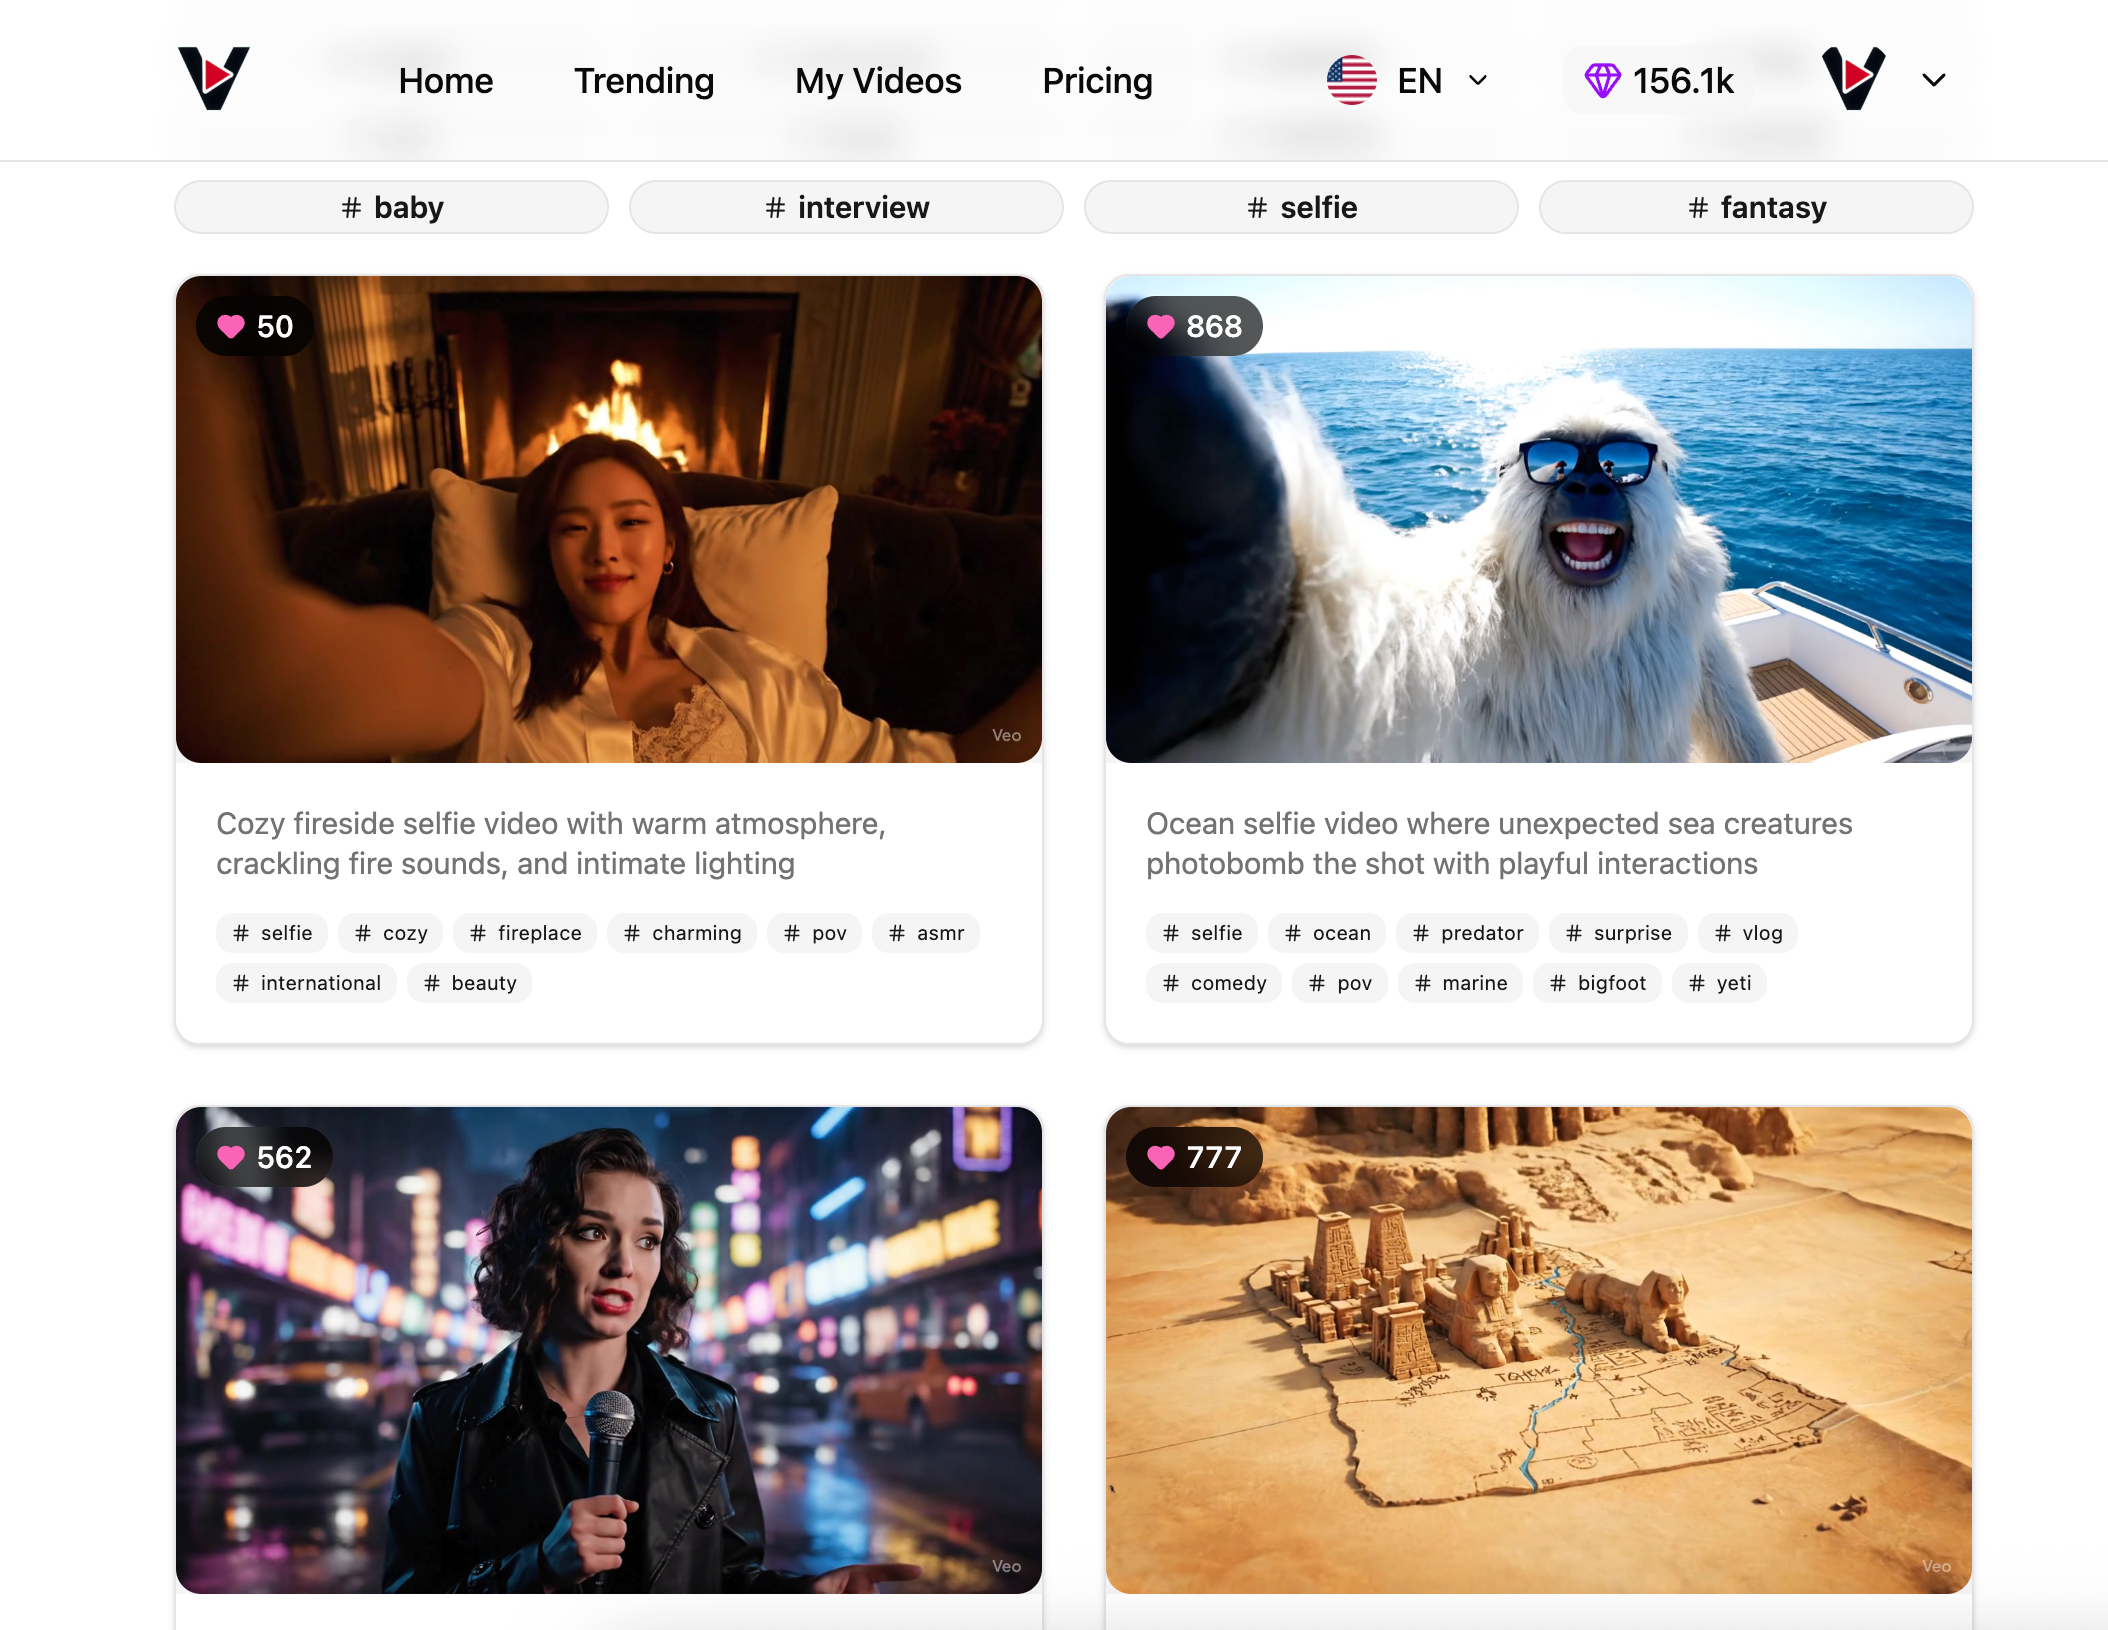 Home Trending My Videos Pricing EN 156.1k
# baby # interview # selfie # fantasy
50
868
Veo
Cozy fireside selfie video with warm atmosphere,
crackling fire sounds, and intimate lighting
# selfie # cozy # fireplace # charming # pov # asmr
# international # beauty
Ocean selfie video where unexpected sea creatures
photobomb the shot with playful interactions
# selfie # ocean # predator # surprise # vlog
# comedy # pov # marine # bigfoot # yeti
562
Veo
777
Veo